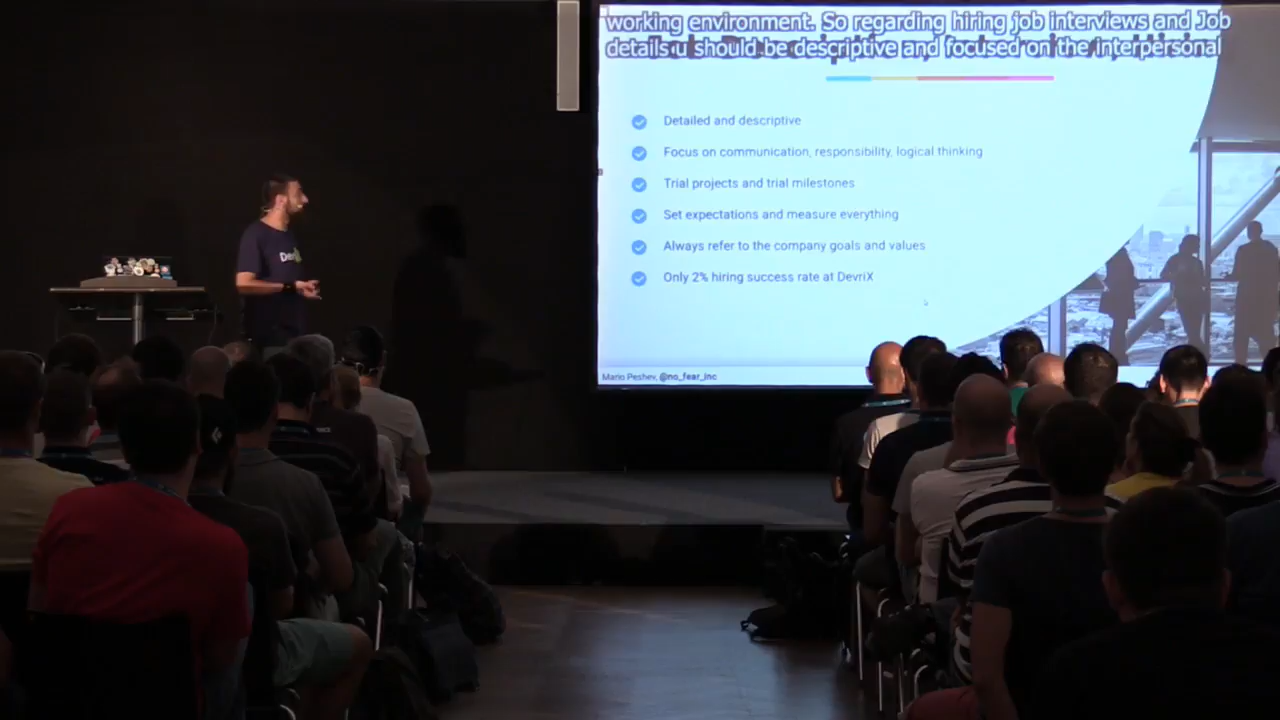 working environment. So regarding hiring job interviews and Job
details u should be descriptive and focused on the interpersonal
Detailed and descriptive
Focus on communication, responsibility, logical thinking
Trial projects and trial milestones
Set expectations and measure everything
Always refer to the company goals and values
Only 2% hiring success rate at DevriX
Mario Peshev, @no_fear_inc